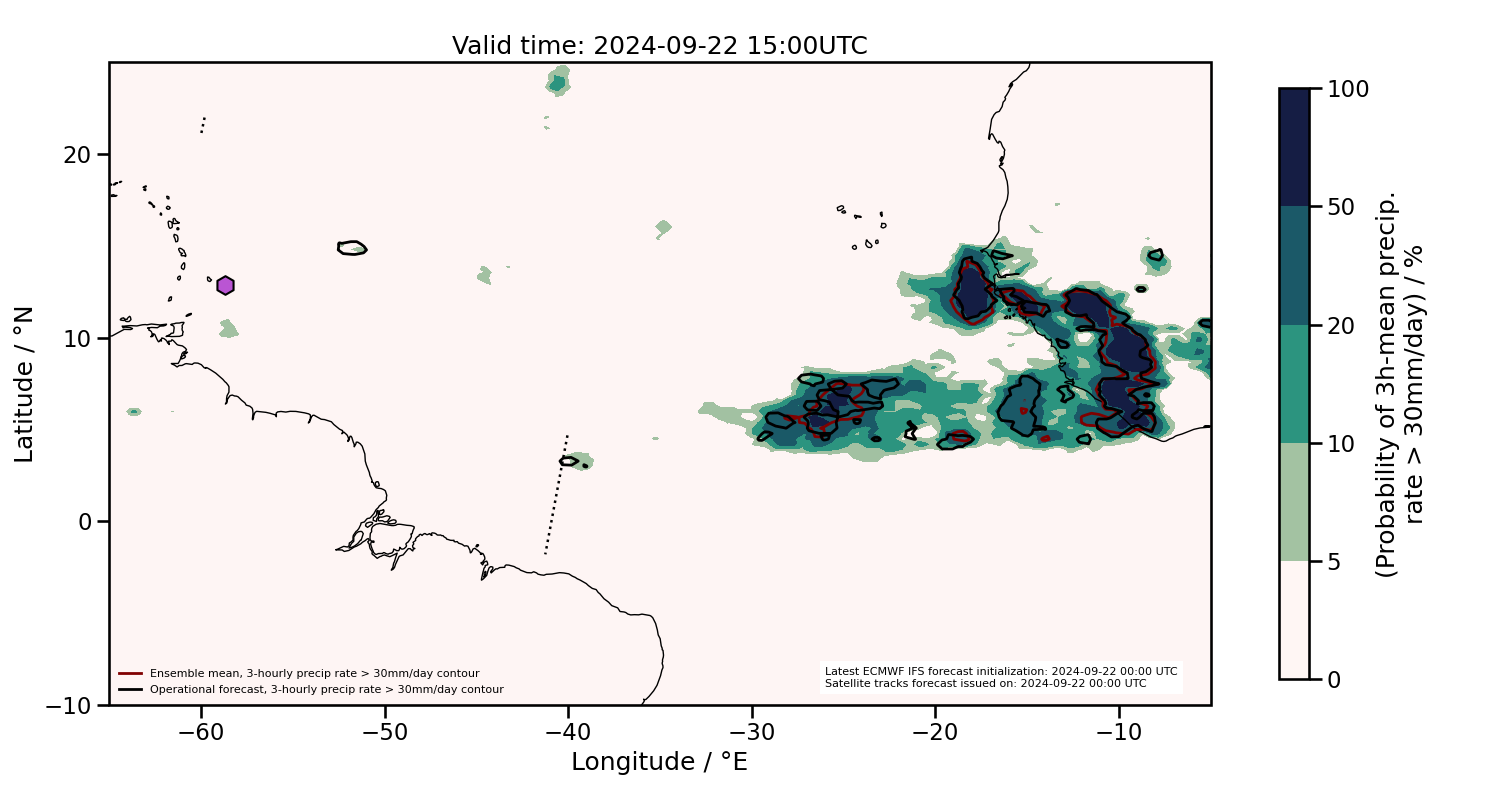 Valid time: 2024-09-22 15:00UTC
20
10
0
−10
Latitude / °N
−60
−50
−40
−30
−20
−10
Longitude / °E
Ensemble mean, 3-hourly precip rate > 30mm/day contour
Operational forecast, 3-hourly precip rate > 30mm/day contour
Latest ECMWF IFS forecast initialization: 2024-09-22 00:00 UTC
Satellite tracks forecast issued on: 2024-09-22 00:00 UTC
100
50
20
10
5
0
(Probability of 3h-mean precip.
rate > 30mm/day) / %